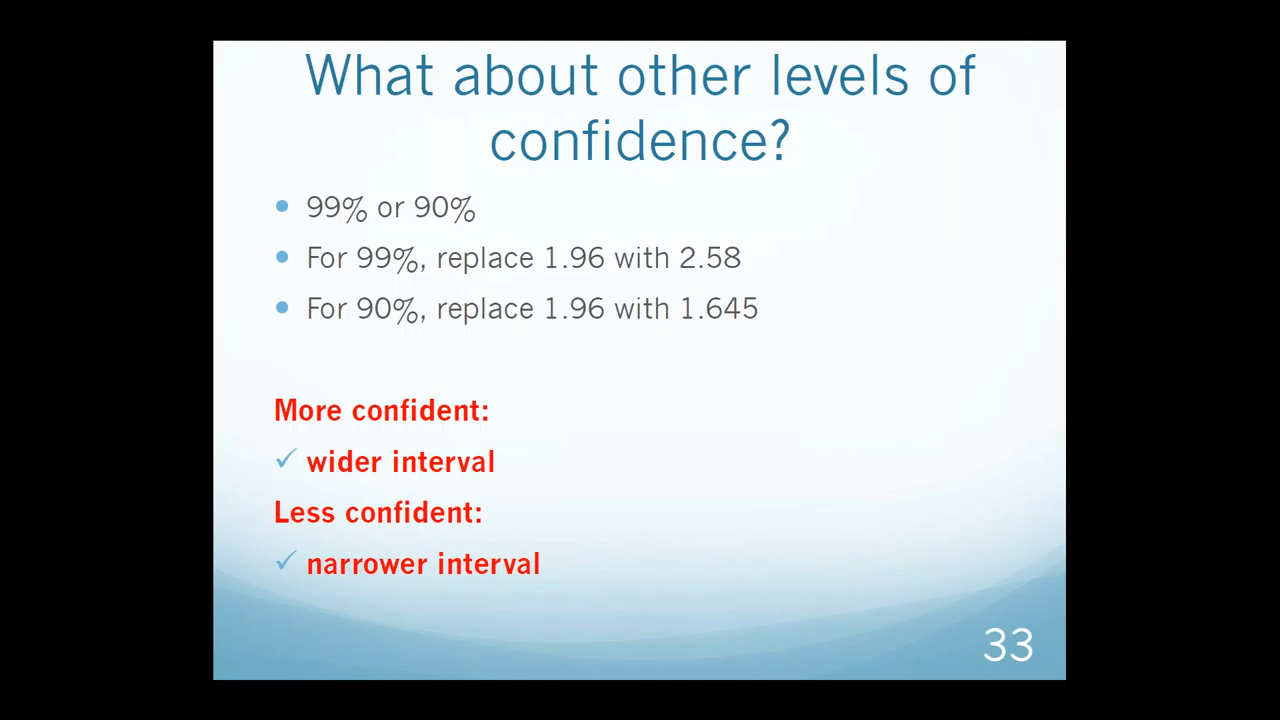 What about other levels of
confidence?
99% or 90%
For 99%, replace 1.96 with 2.58
For 90%, replace 1.96 with 1.645
More confident:
wider interval
Less confident:
narrower interval
33